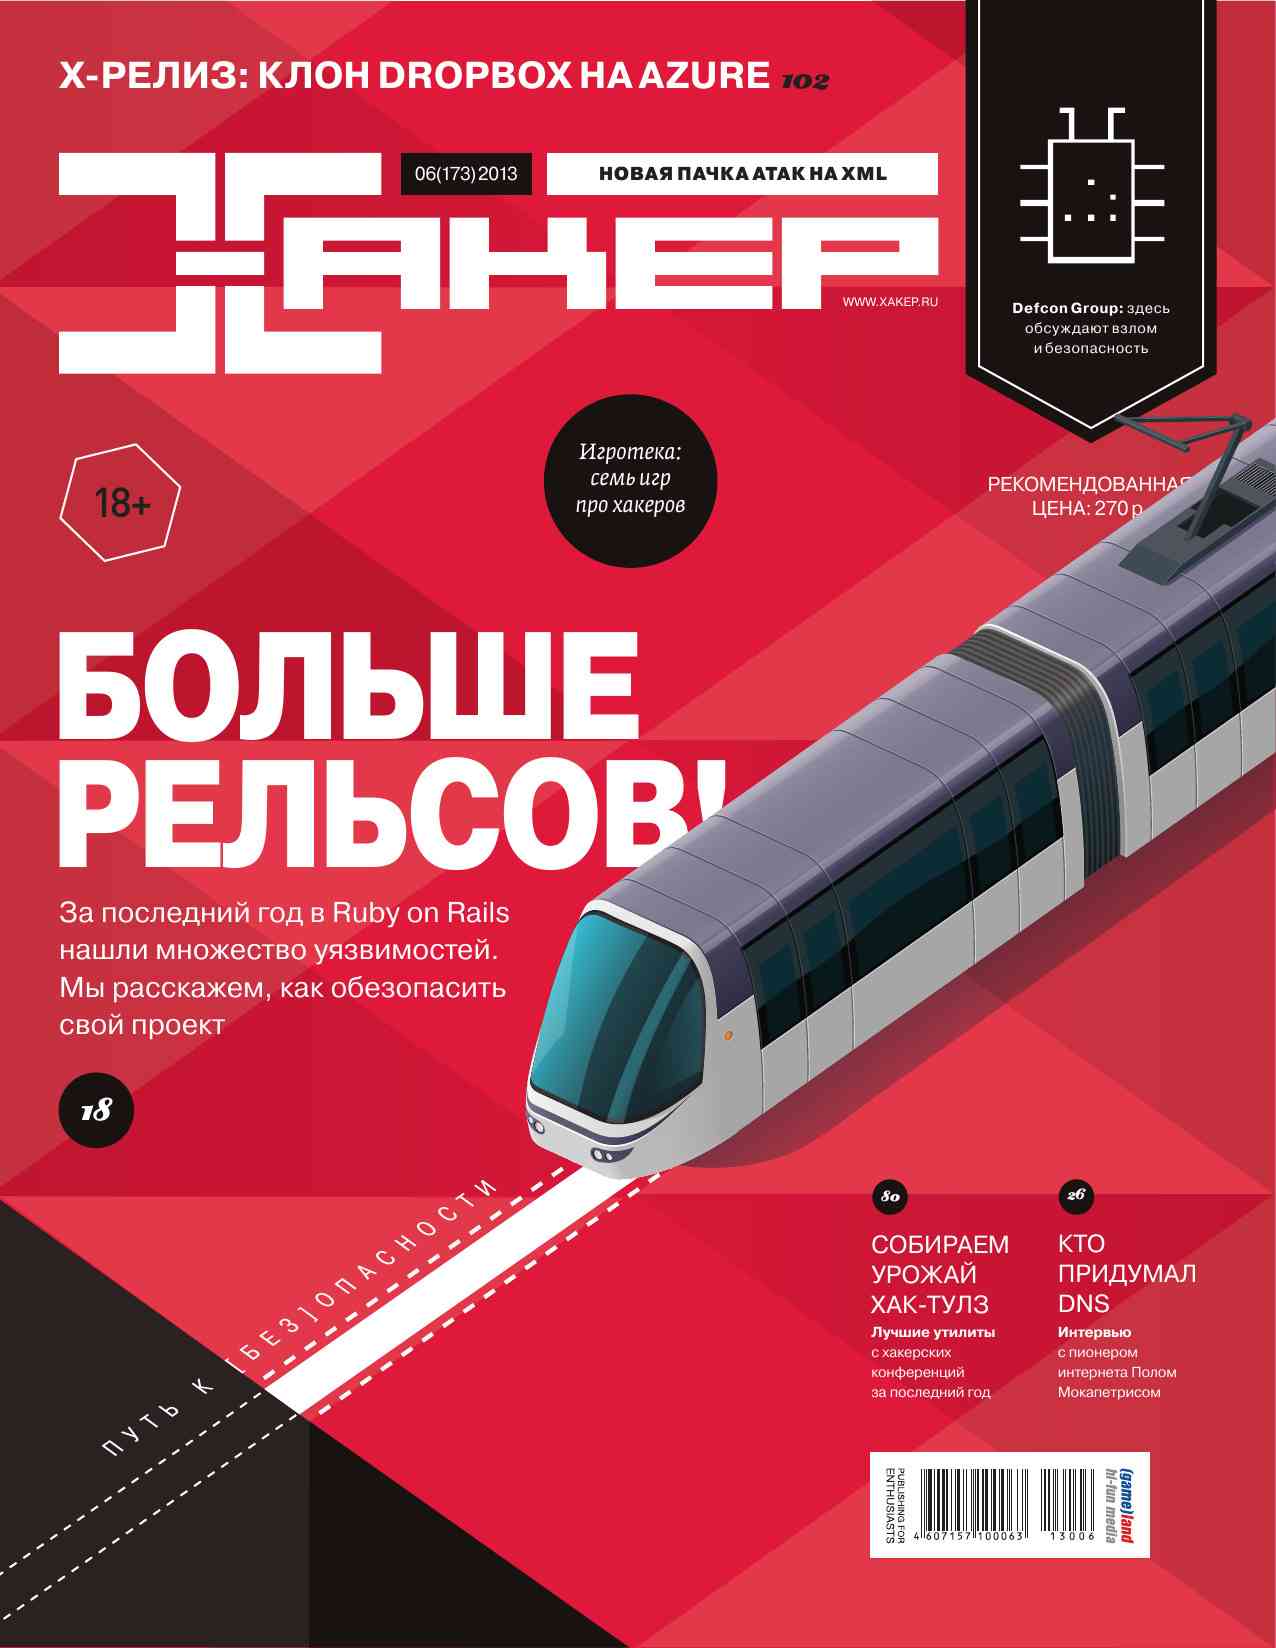 X-РЕЛИЗ: КЛОН DROPBOX НА AZURE 102
06(173)2013
НОВАЯ ПАЧКА АТАК НА XML
ХАКЕР
WWW.XAKEP.RU
Defcon Group: здесь
обсуждают взлом
и безопасность
18+
Игротека:
семь игр
про хакеров
РЕКОМЕНДОВАННАЯ
ЦЕНА: 270 р.
БОЛЬШЕ
РЕЛЬСОВ!
За последний год в Ruby on Rails
нашли множество уязвимостей.
Мы расскажем, как обезопасить
свой проект
18
ПУТЬ К [БЕЗ]ОПАСНОСТИ
80
СОБИРАЕМ
УРОЖАЙ
ХАК-ТУЛЗ
Лучшие утилиты
с хакерских
конференций
за последний год
26
КТО
ПРИДУМАЛ
DNS
Интервью
с пионером
интернета Полом
Мокапетрисом
PUBLISHING FOR
ENTHUSIASTS
4 607157 100063
13006
(game)land
hi-fun media